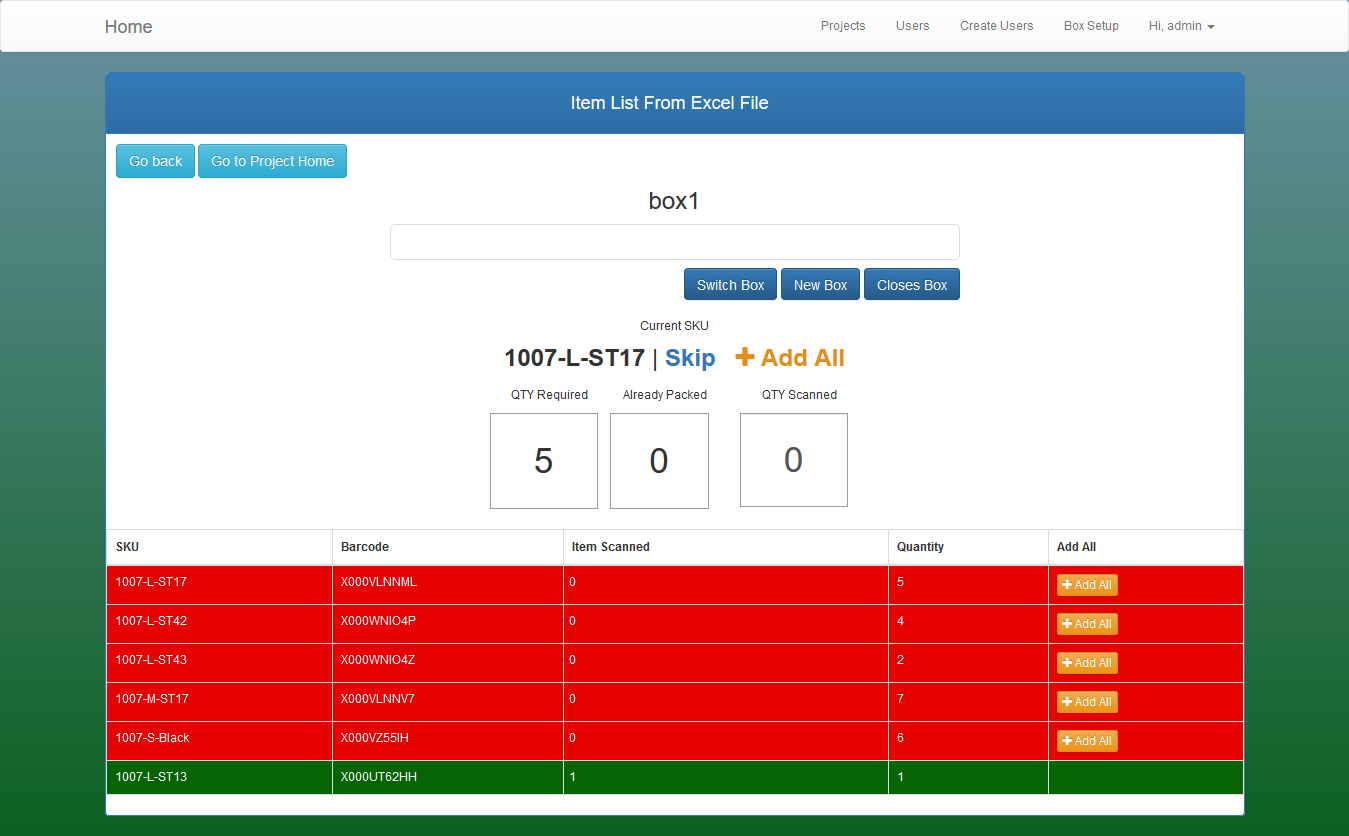 Home Projects Users Create Users Box Setup Hi, admin
Item List From Excel File
Go back Go to Project Home
box1
Switch Box New Box Closes Box
Current SKU
1007-L-ST17 | Skip Add All
QTY Required Already Packed QTY Scanned
5 0 0
SKU Barcode Item Scanned Quantity Add All
1007-L-ST17 X000VLNNML 0 5 Add All
1007-L-ST42 X000WNIO4P 0 4 Add All
1007-L-ST43 X000WNIO4Z 0 2 Add All
1007-M-ST17 X000VLNNV7 0 7 Add All
1007-S-Black X000VZ55IH 0 6 Add All
1007-L-ST13 X000UT62HH 1 1